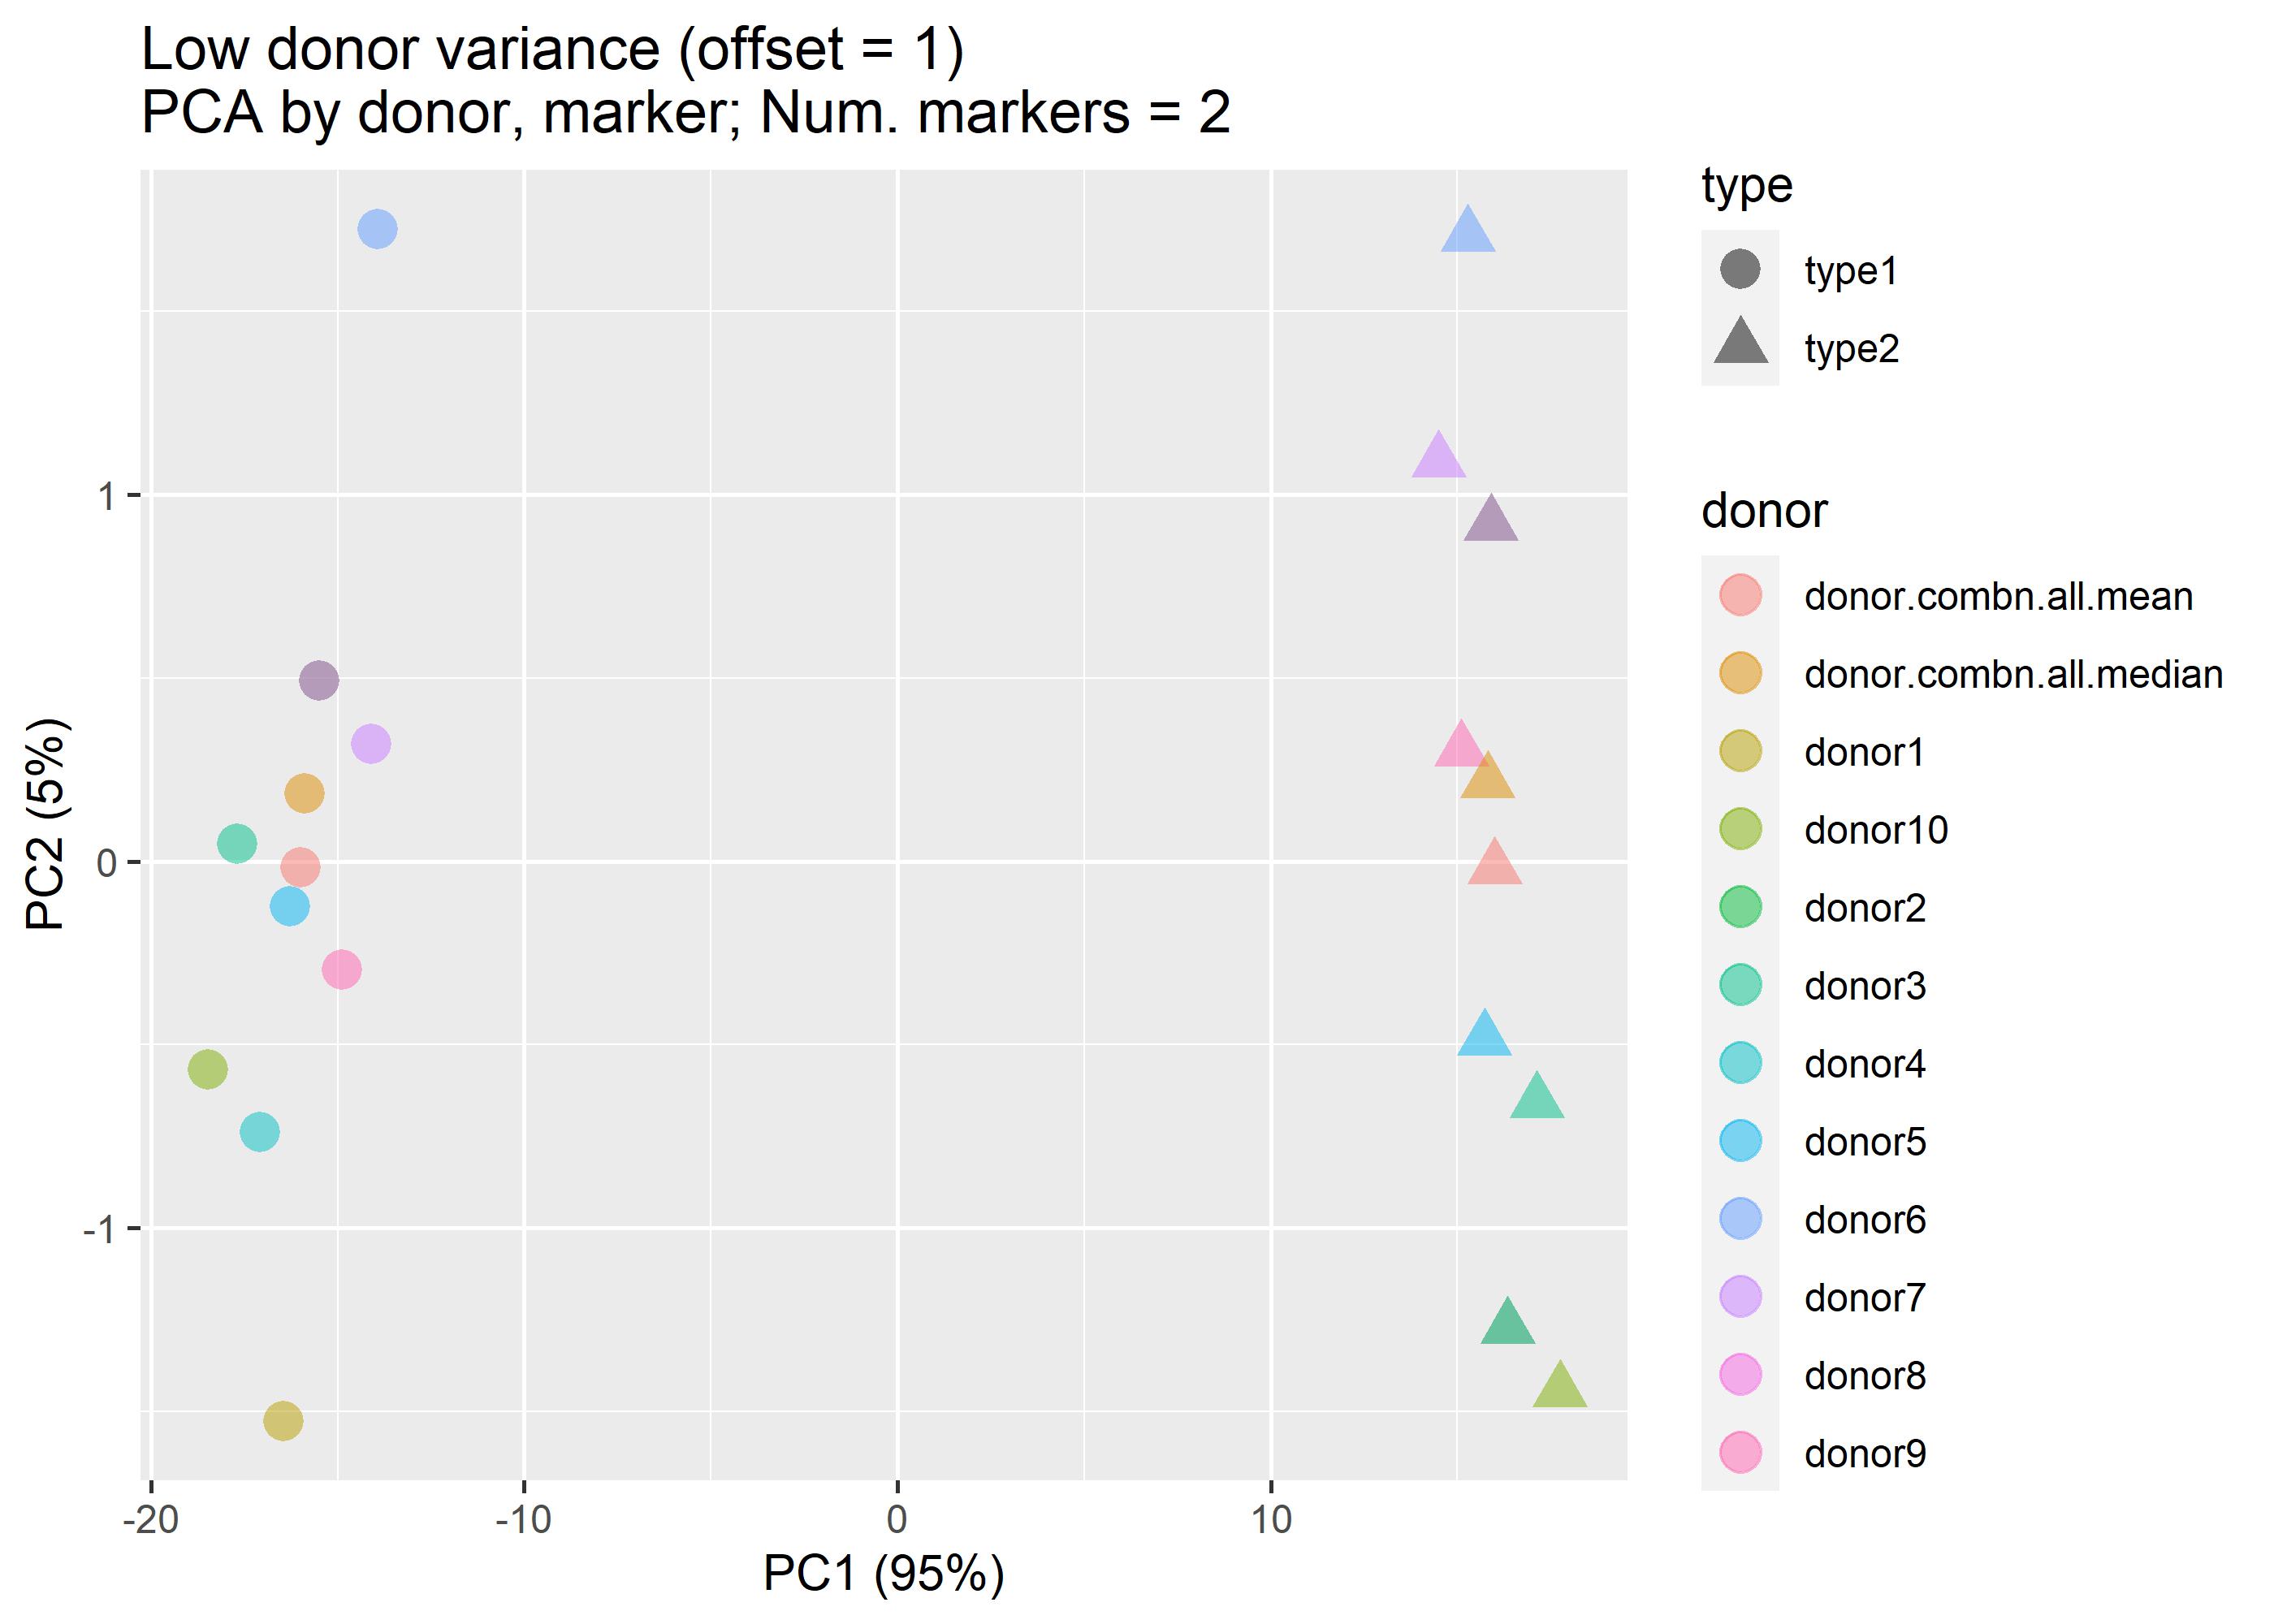 Low donor variance (offset = 1)
PCA by donor, marker; Num. markers = 2
PC2 (5%)
1
0
-1
-20
-10
0
10
PC1 (95%)
type
type1
type2
donor
donor.combn.all.mean
donor.combn.all.median
donor1
donor10
donor2
donor3
donor4
donor5
donor6
donor7
donor8
donor9